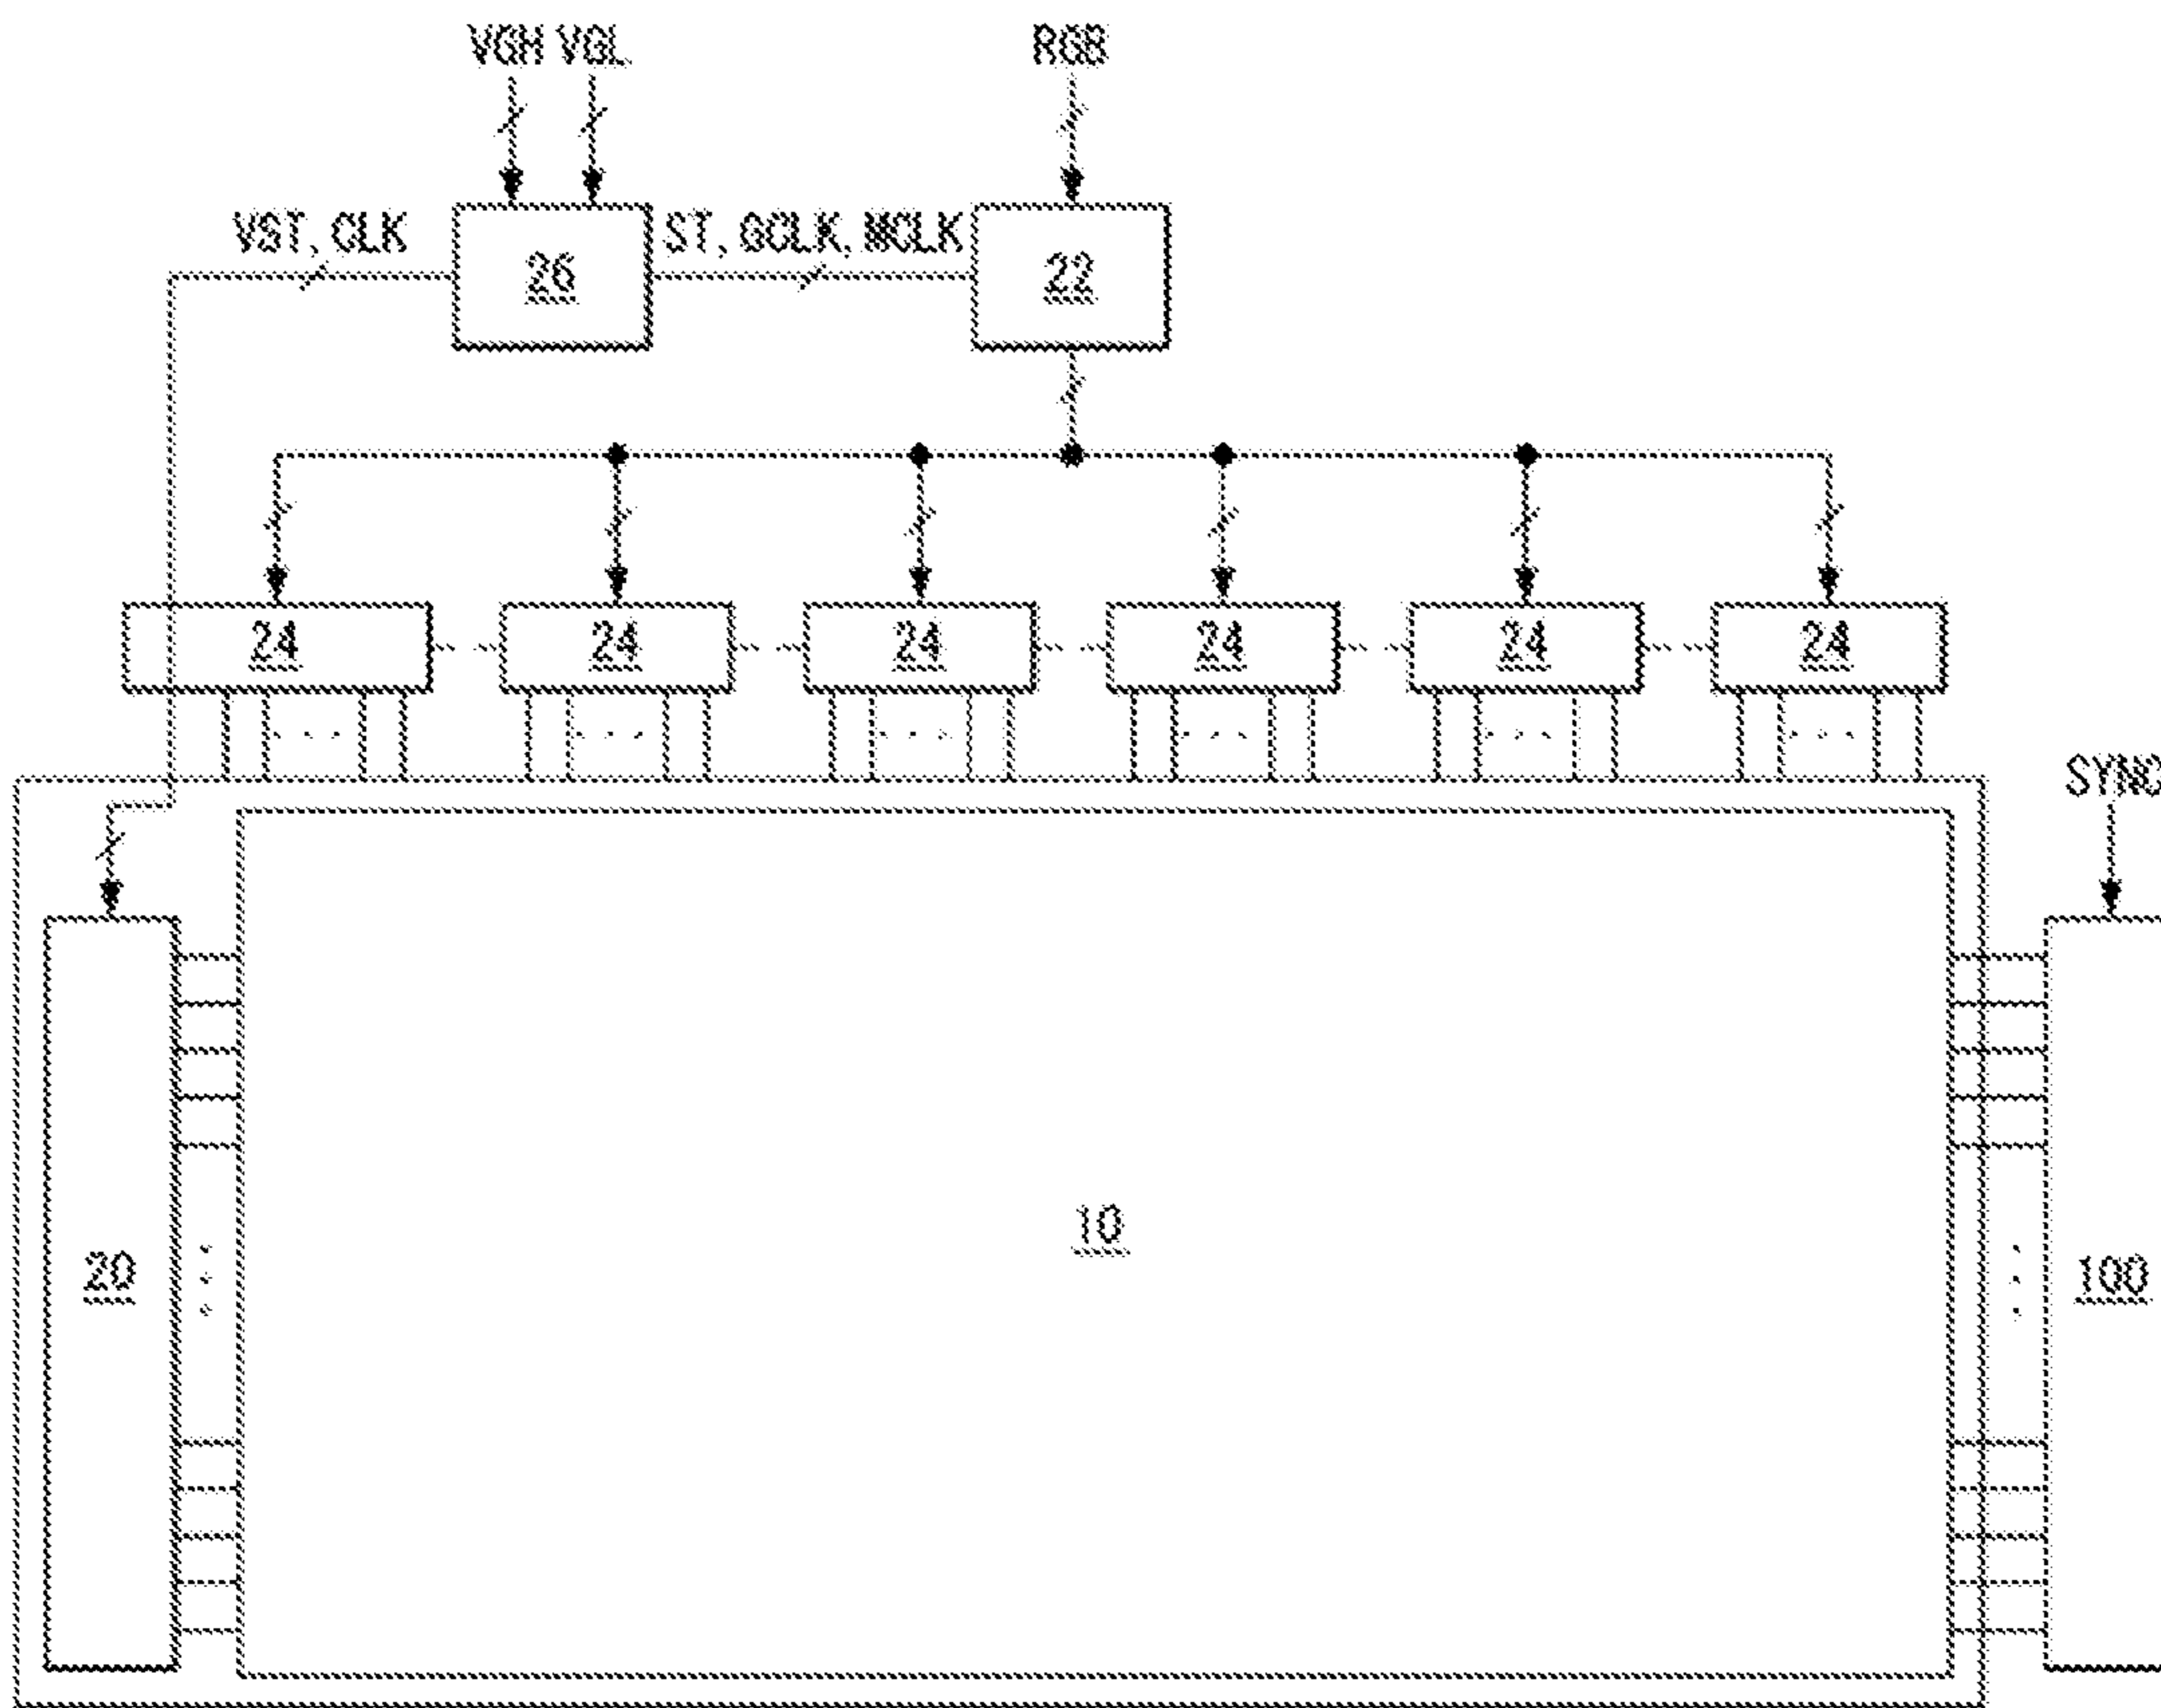 VGH VGL RGB
VST, CLK ST, GCLK, MCLK
26 22
24 24 24 24 24 24
SYNC
10
20 100